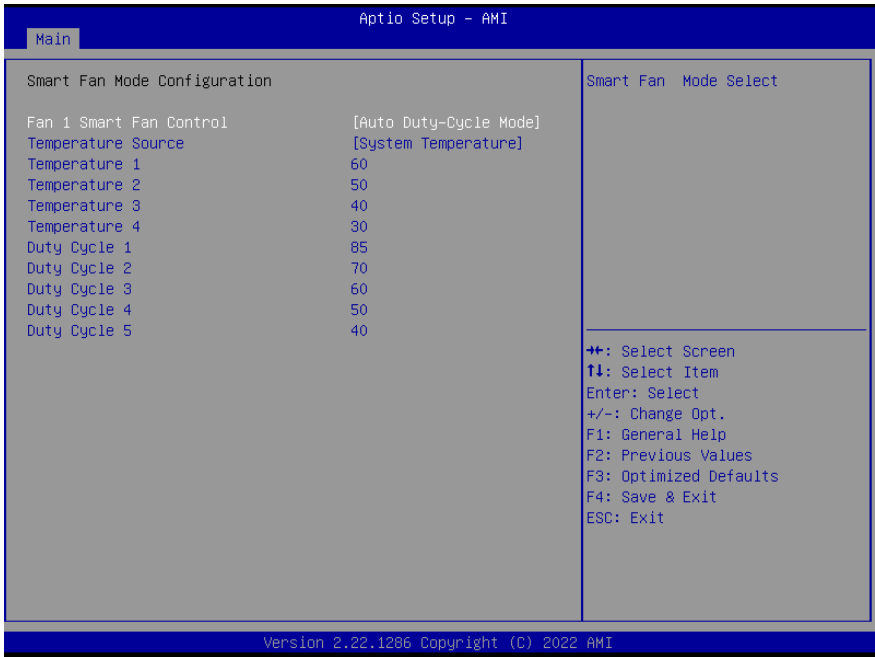 Aptio Setup – AMI
Main
Smart Fan Mode Configuration
Fan 1 Smart Fan Control [Auto Duty-Cycle Mode]
Temperature Source [System Temperature]
Temperature 1 60
Temperature 2 50
Temperature 3 40
Temperature 4 30
Duty Cycle 1 85
Duty Cycle 2 70
Duty Cycle 3 60
Duty Cycle 4 50
Duty Cycle 5 40
Smart Fan  Mode Select
→←: Select Screen
↑↓: Select Item
Enter: Select
+/-: Change Opt.
F1: General Help
F2: Previous Values
F3: Optimized Defaults
F4: Save & Exit
ESC: Exit
Version 2.22.1286 Copyright (C) 2022 AMI